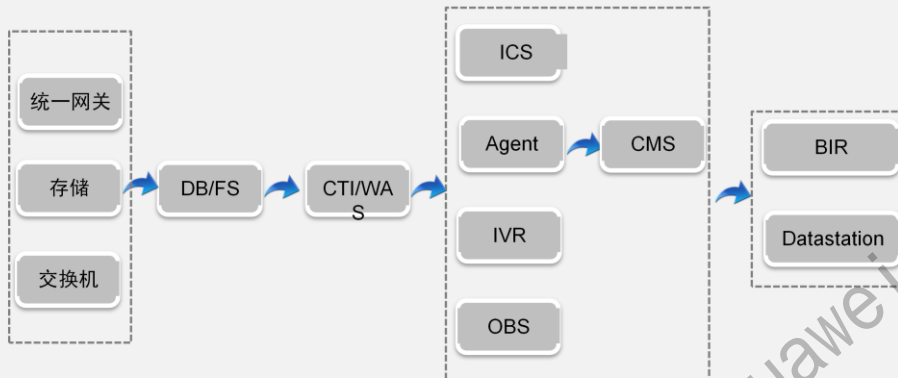 统一网关
存储
交换机
DB/FS
CTI/WA
S
ICS
Agent
CMS
IVR
OBS
BIR
Datastation
uawei